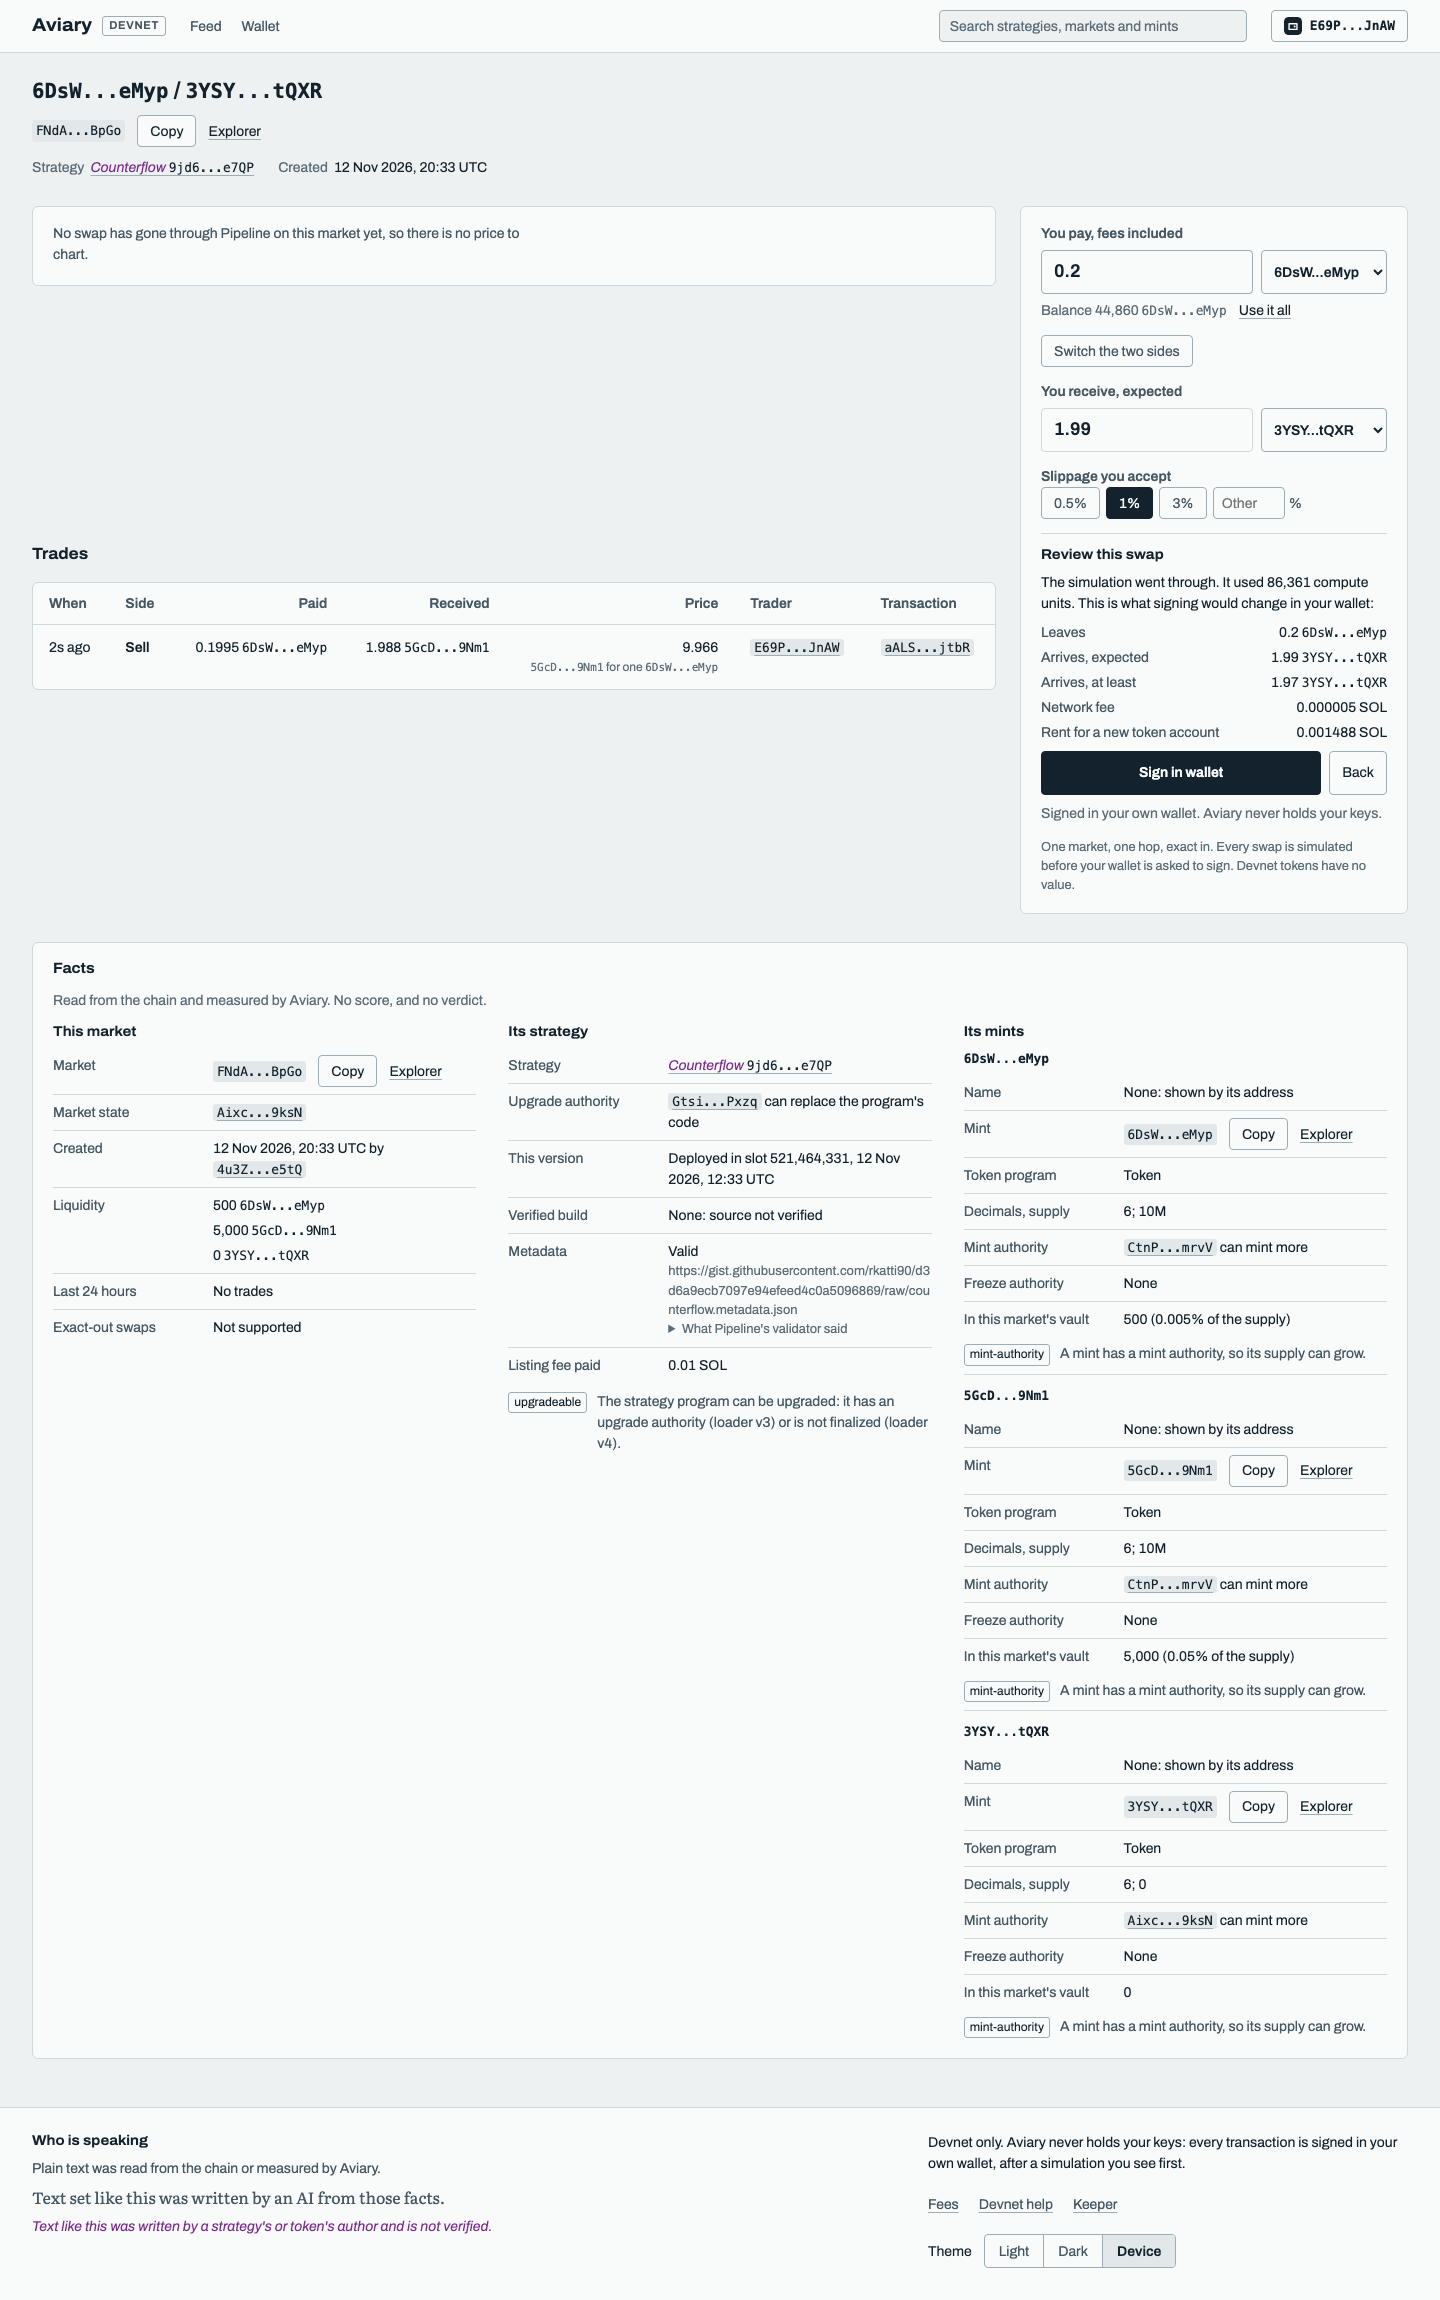 Aviary DEVNET Feed Wallet Search strategies, markets and mints E69P...JnAW
6DsW...eMyp / 3YSY...tQXR
FNdA...BpGo Copy Explorer
Strategy Counterflow 9jd6...e7QP Created 12 Nov 2026, 20:33 UTC
No swap has gone through Pipeline on this market yet, so there is no price to
chart.
Trades
When Side Paid Received Price Trader Transaction
2s ago Sell 0.1995 6DsW...eMyp 1.988 5GcD...9Nm1 9.966 E69P...JnAW aALS...jtbR
5GcD...9Nm1 for one 6DsW...eMyp
You pay, fees included
0.2 6DsW...eMyp
Balance 44,860 6DsW...eMyp Use it all
Switch the two sides
You receive, expected
1.99 3YSY...tQXR
Slippage you accept
0.5% 1% 3% Other %
Review this swap
The simulation went through. It used 86,361 compute
units. This is what signing would change in your wallet:
Leaves 0.2 6DsW...eMyp
Arrives, expected 1.99 3YSY...tQXR
Arrives, at least 1.97 3YSY...tQXR
Network fee 0.000005 SOL
Rent for a new token account 0.001488 SOL
Sign in wallet Back
Signed in your own wallet. Aviary never holds your keys.
One market, one hop, exact in. Every swap is simulated
before your wallet is asked to sign. Devnet tokens have no
value.
Facts
Read from the chain and measured by Aviary. No score, and no verdict.
This market
Market FNdA...BpGo Copy Explorer
Market state Aixc...9ksN
Created 12 Nov 2026, 20:33 UTC by
4u3Z...e5tQ
Liquidity 500 6DsW...eMyp
5,000 5GcD...9Nm1
0 3YSY...tQXR
Last 24 hours No trades
Exact-out swaps Not supported
Its strategy
Strategy Counterflow 9jd6...e7QP
Upgrade authority Gtsi...Pxzq can replace the program's
code
This version Deployed in slot 521,464,331, 12 Nov
2026, 12:33 UTC
Verified build None: source not verified
Metadata Valid
https://gist.githubusercontent.com/rkatti90/d3
d6a9ecb7097e94efeed4c0a5096869/raw/cou
nterflow.metadata.json
What Pipeline's validator said
Listing fee paid 0.01 SOL
upgradeable The strategy program can be upgraded: it has an
upgrade authority (loader v3) or is not finalized (loader
v4).
Its mints
6DsW...eMyp
Name None: shown by its address
Mint 6DsW...eMyp Copy Explorer
Token program Token
Decimals, supply 6; 10M
Mint authority CtnP...mrvV can mint more
Freeze authority None
In this market's vault 500 (0.005% of the supply)
mint-authority A mint has a mint authority, so its supply can grow.
5GcD...9Nm1
Name None: shown by its address
Mint 5GcD...9Nm1 Copy Explorer
Token program Token
Decimals, supply 6; 10M
Mint authority CtnP...mrvV can mint more
Freeze authority None
In this market's vault 5,000 (0.05% of the supply)
mint-authority A mint has a mint authority, so its supply can grow.
3YSY...tQXR
Name None: shown by its address
Mint 3YSY...tQXR Copy Explorer
Token program Token
Decimals, supply 6; 0
Mint authority Aixc...9ksN can mint more
Freeze authority None
In this market's vault 0
mint-authority A mint has a mint authority, so its supply can grow.
Who is speaking
Plain text was read from the chain or measured by Aviary.
Text set like this was written by an AI from those facts.
Text like this was written by a strategy's or token's author and is not verified.
Devnet only. Aviary never holds your keys: every transaction is signed in your
own wallet, after a simulation you see first.
Fees Devnet help Keeper
Theme Light Dark Device